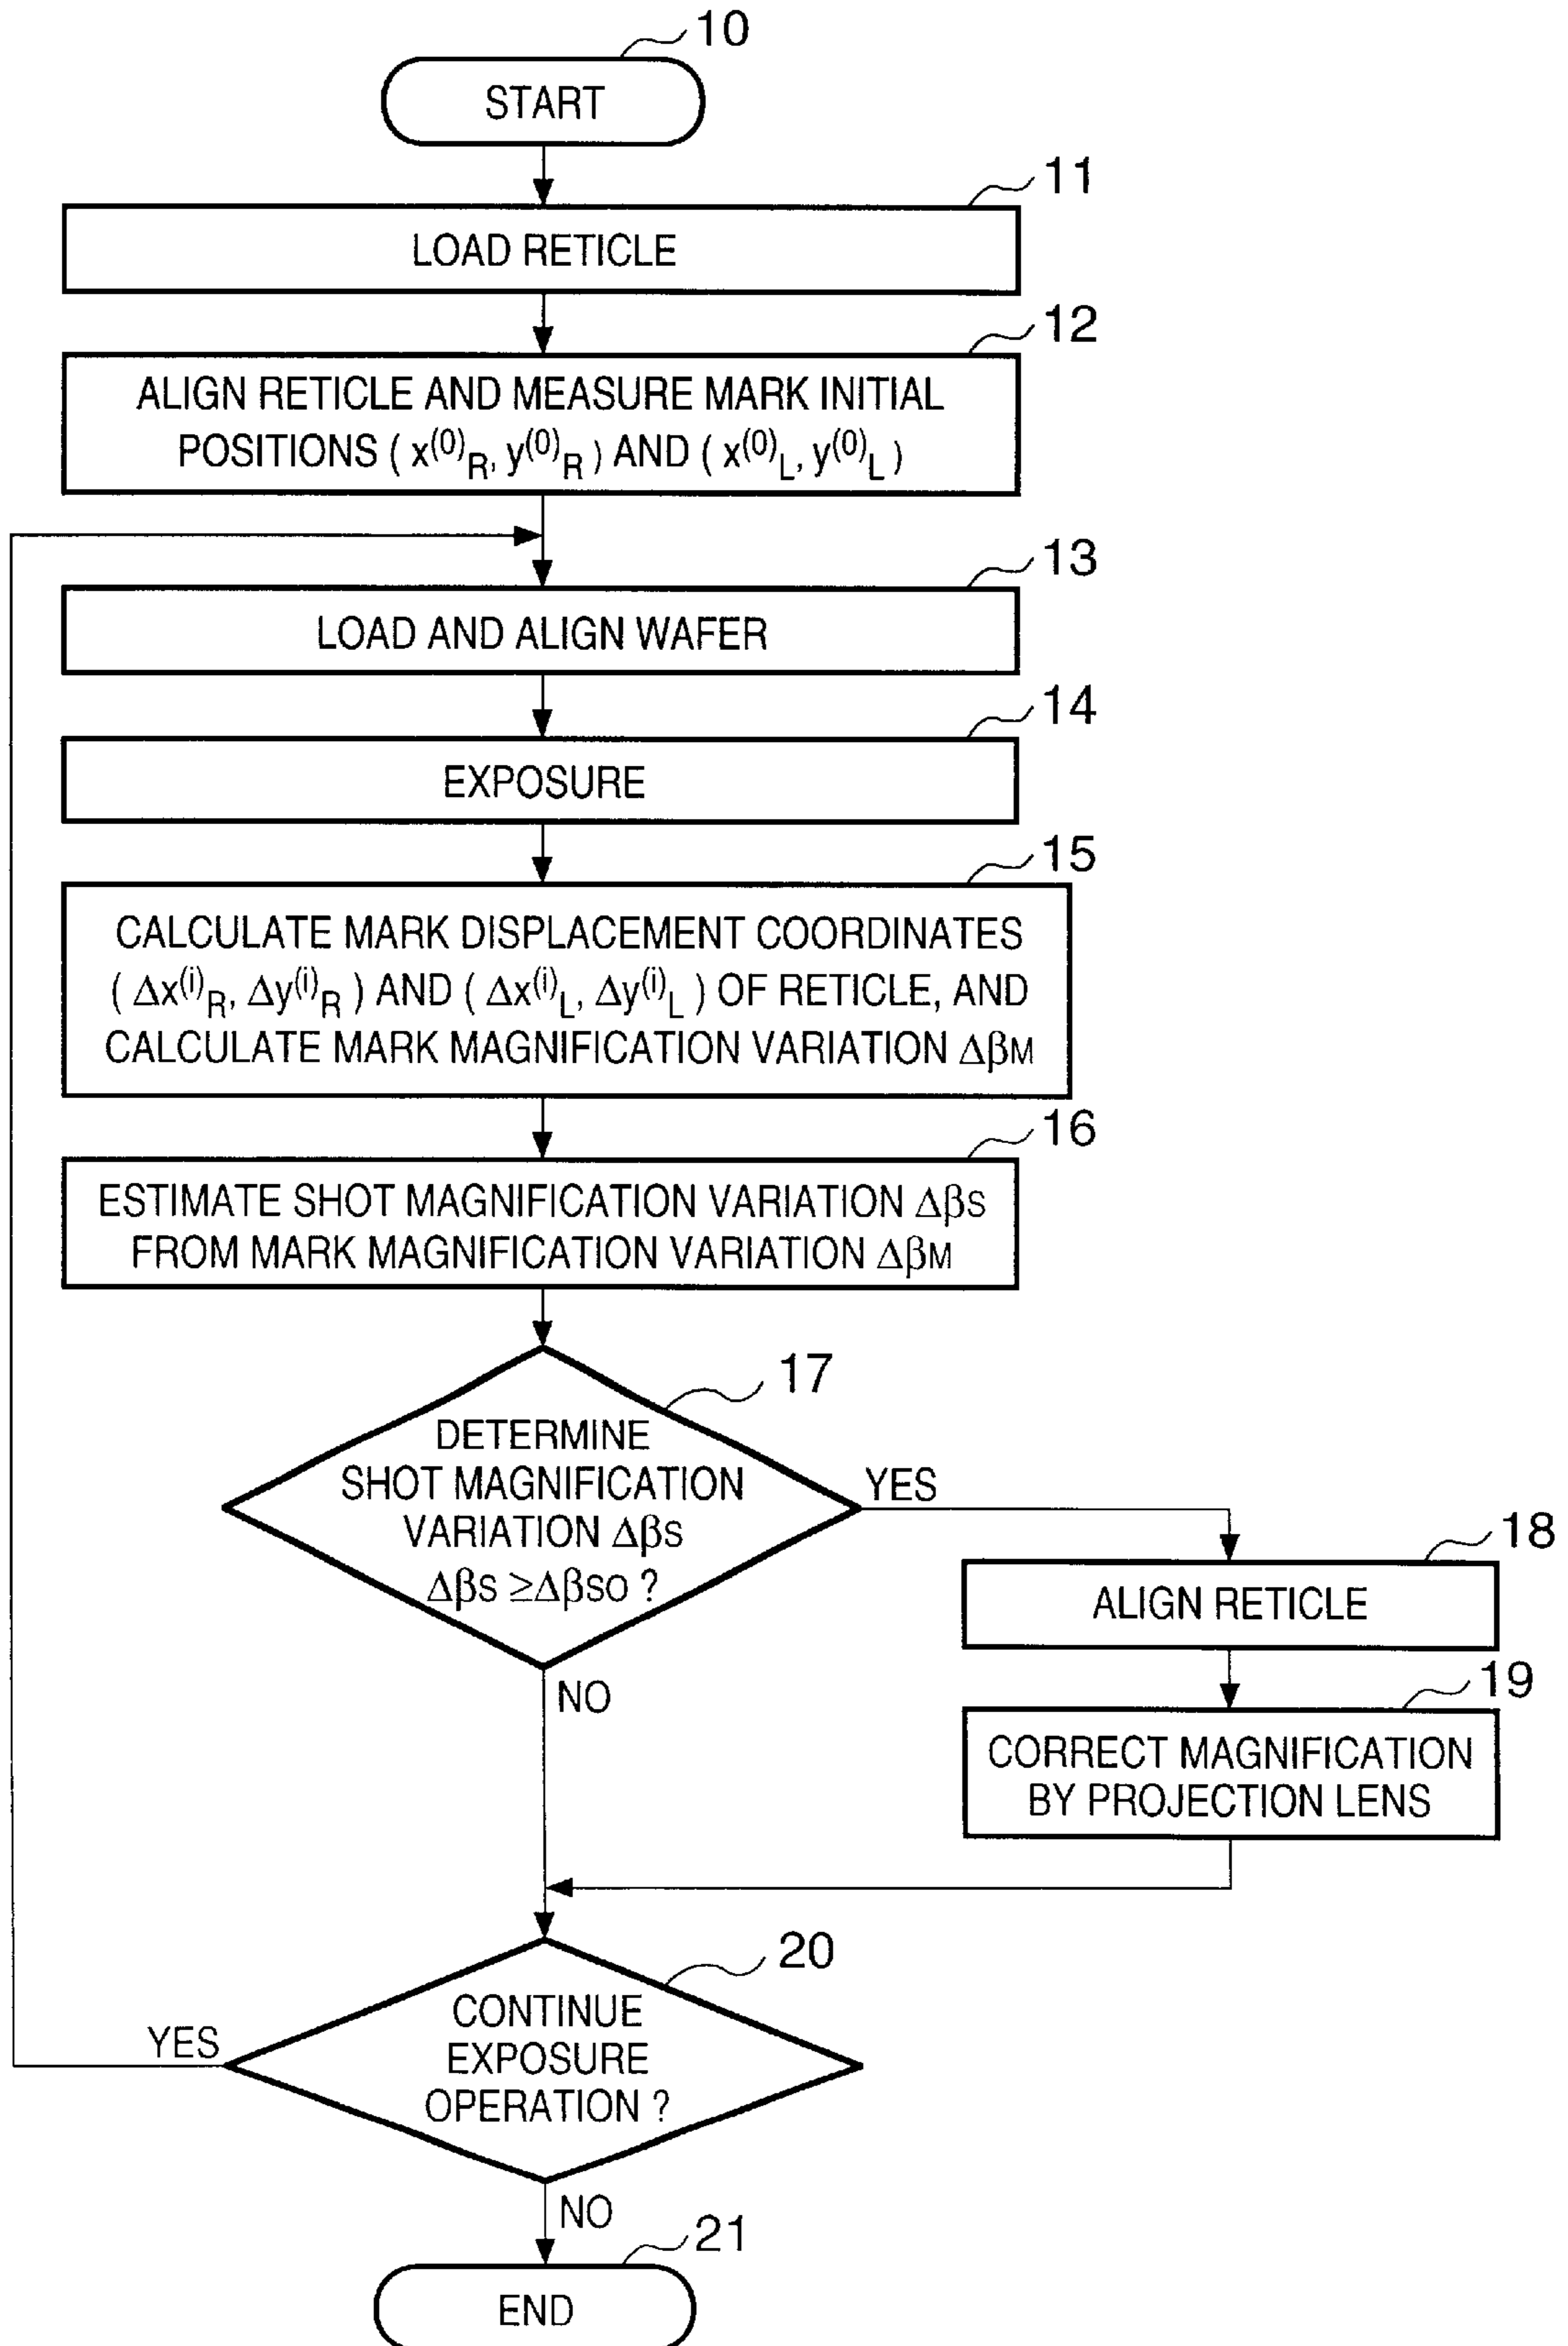 10
START
11
LOAD RETICLE
12
ALIGN RETICLE AND MEASURE MARK INITIAL
POSITIONS ( x(0)R, y(0)R ) AND ( x(0)L, y(0)L )
13
LOAD AND ALIGN WAFER
14
EXPOSURE
15
CALCULATE MARK DISPLACEMENT COORDINATES
( Δx(i)R, Δy(i)R ) AND ( Δx(i)L, Δy(i)L ) OF RETICLE, AND
CALCULATE MARK MAGNIFICATION VARIATION ΔβM
16
ESTIMATE SHOT MAGNIFICATION VARIATION ΔβS
FROM MARK MAGNIFICATION VARIATION ΔβM
17
DETERMINE
SHOT MAGNIFICATION
VARIATION ΔβS
ΔβS ≥ΔβSO ?
YES
NO
18
ALIGN RETICLE
19
CORRECT MAGNIFICATION
BY PROJECTION LENS
20
CONTINUE
EXPOSURE
OPERATION ?
YES
NO
21
END